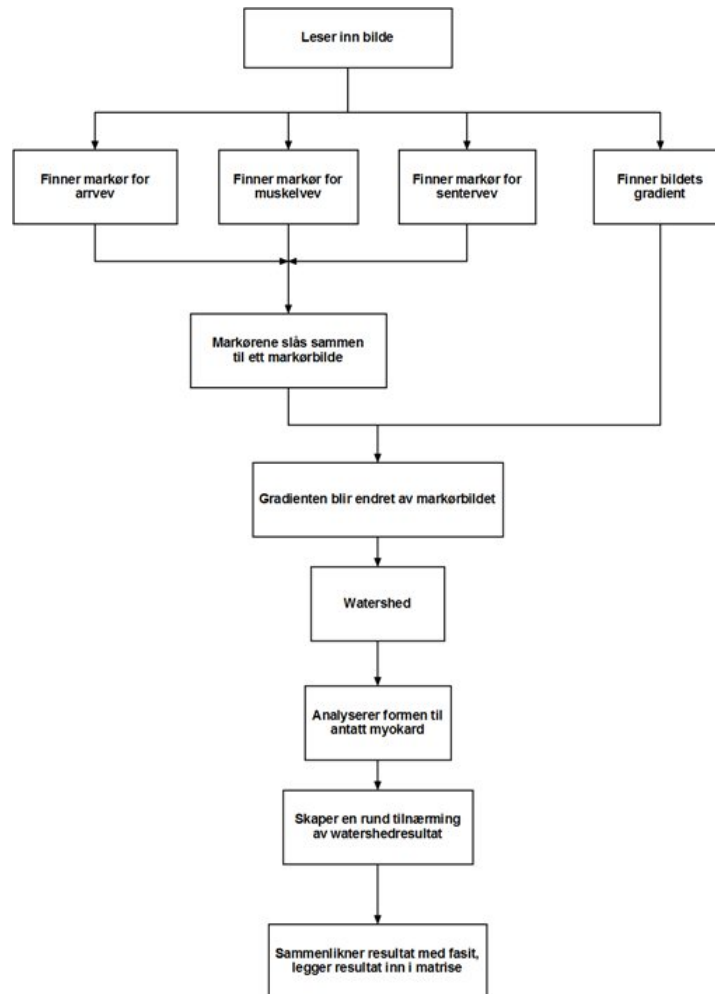 Leser inn bilde
Finner markør for
arrvev
Finner markør for
muskelvev
Finner markør for
sentervev
Finner bildets
gradient
Markørene slås sammen
til ett markørbilde
Gradienten blir endret av markørbildet
Watershed
Analyserer formen til
antatt myokard
Skaper en rund tilnærming
av watershedresultat
Sammenlikner resultat med fasit,
legger resultat inn i matrise